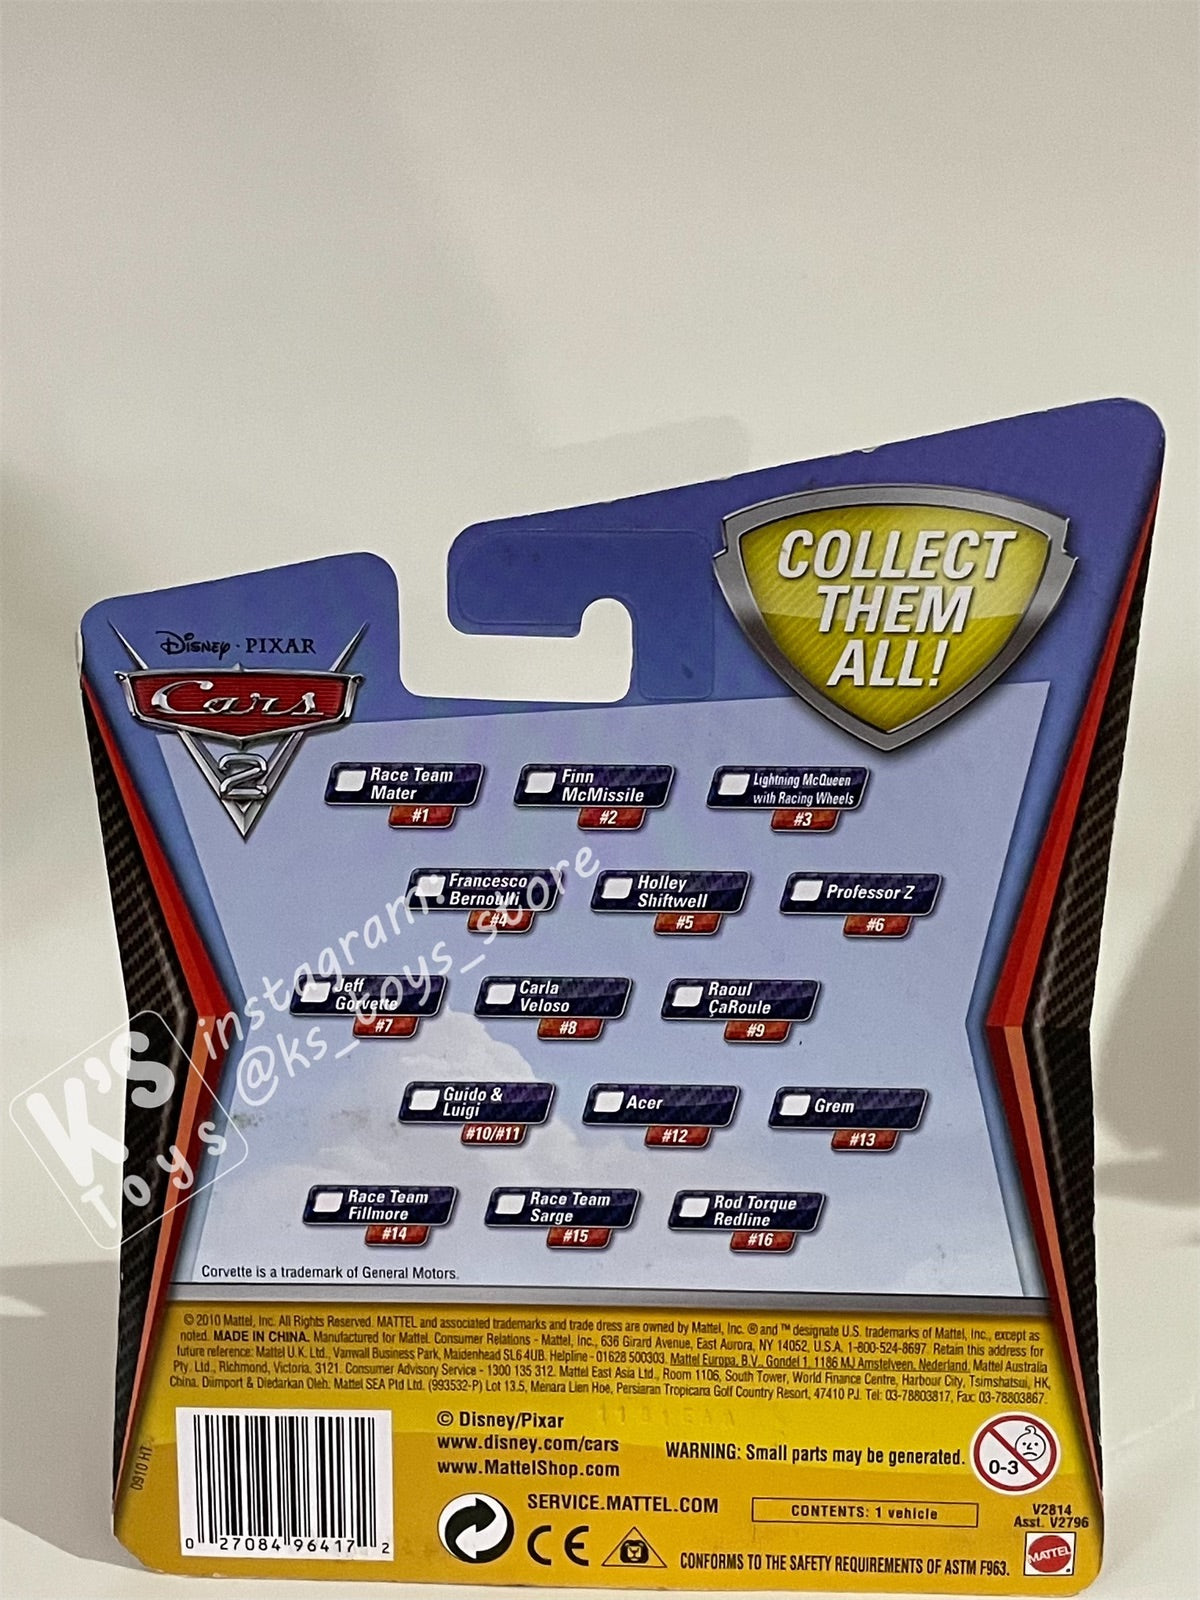 COLLECT
THEM
ALL!
Disney · PIXAR
Cars
2
Race Team
Mater
#1
Finn
McMissile
#2
Lightning McQueen
with Racing Wheels
#3
Francesco
Bernoulli
#4
Holley
Shiftwell
#5
Professor Z
#6
Jeff
Gorvette
#7
Carla
Veloso
#8
Raoul
ÇaRoule
#9
Guido &
Luigi
#10/#11
Acer
#12
Grem
#13
Race Team
Fillmore
#14
Race Team
Sarge
#15
Rod Torque
Redline
#16
instagram:
@ks_toys_store
K'S
Toys
Corvette is a trademark of General Motors.
© 2010 Mattel, Inc. All Rights Reserved. MATTEL and associated trademarks and trade dress are owned by Mattel, Inc. ® and ™ designate U.S. trademarks of Mattel, Inc., except as
noted. MADE IN CHINA. Manufactured for Mattel. Consumer Relations - Mattel, Inc., 636 Girard Avenue, East Aurora, NY 14052, U.S.A. 1-800-524-8697. Retain this address for
future reference: Mattel U.K. Ltd., Vanwall Business Park, Maidenhead SL6 4UB. Helpline - 01628 500303. Mattel Europa, B.V., Gondel 1, 1186 MJ Amstelveen, Nederland. Mattel Australia
Pty. Ltd., Richmond, Victoria. 3121. Consumer Advisory Service - 1300 135 312. Mattel East Asia Ltd., Room 1106, South Tower, World Finance Centre, Harbour City, Tsimshatsui, HK,
China. Diimport & Diedarkan Oleh: Mattel SEA Ptd Ltd. (993532-P) Lot 13.5, Menara Lien Hoe, Persiaran Tropicana Golf Country Resort, 47410 PJ. Tel: 03-78803817, Fax: 03-78803867.
0910 HT
0 27084 96417 2
© Disney/Pixar
www.disney.com/cars
www.MattelShop.com
WARNING: Small parts may be generated.
0-3
SERVICE.MATTEL.COM
CONTENTS: 1 vehicle
V2814
Asst. V2796
CE
CONFORMS TO THE SAFETY REQUIREMENTS OF ASTM F963.
MATTEL